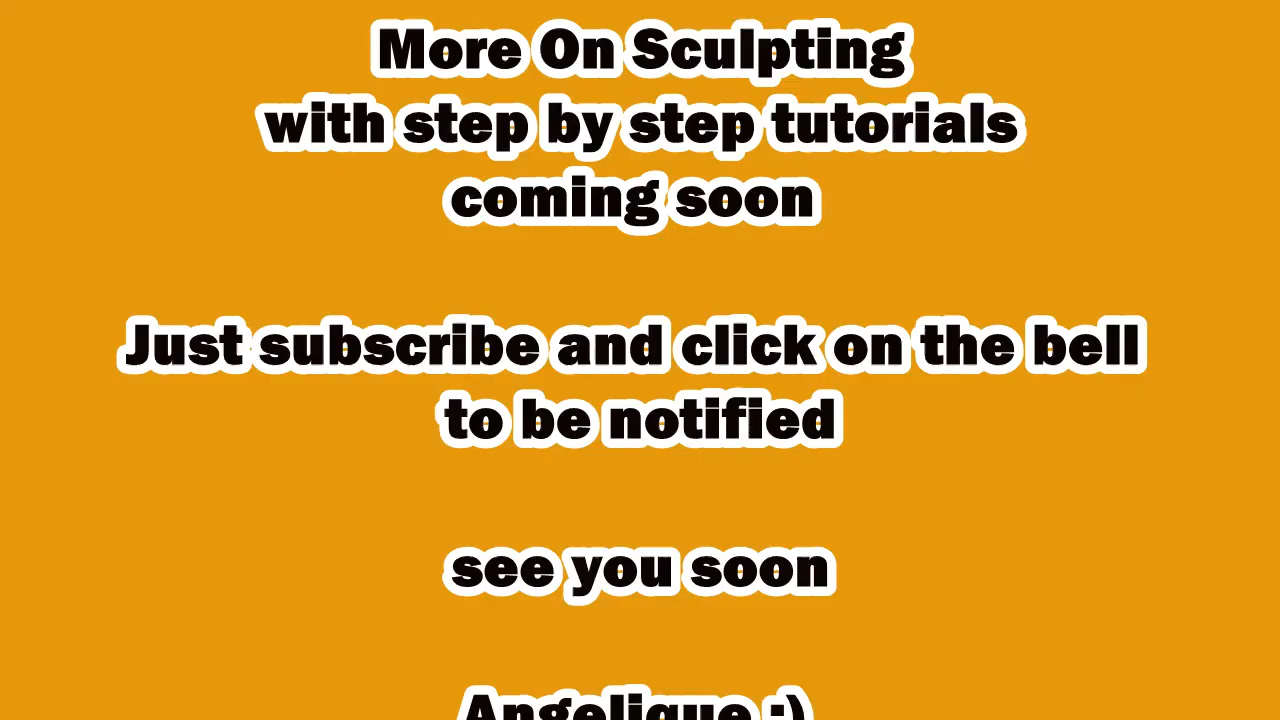 More On Sculpting
with step by step tutorials
coming soon
Just subscribe and click on the bell
to be notified
see you soon
Angelique :)